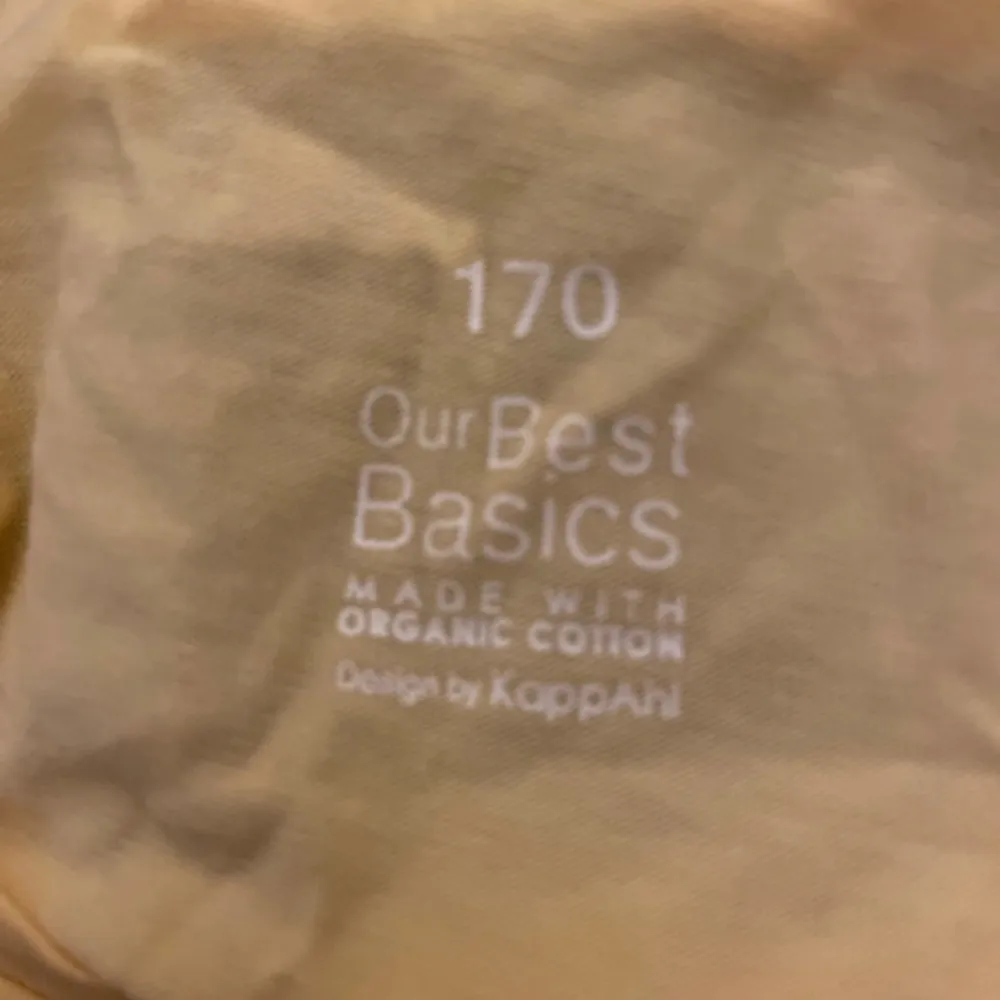 170
Our Best
Basics
MADE WITH
ORGANIC COTTON
Design by KappAhl